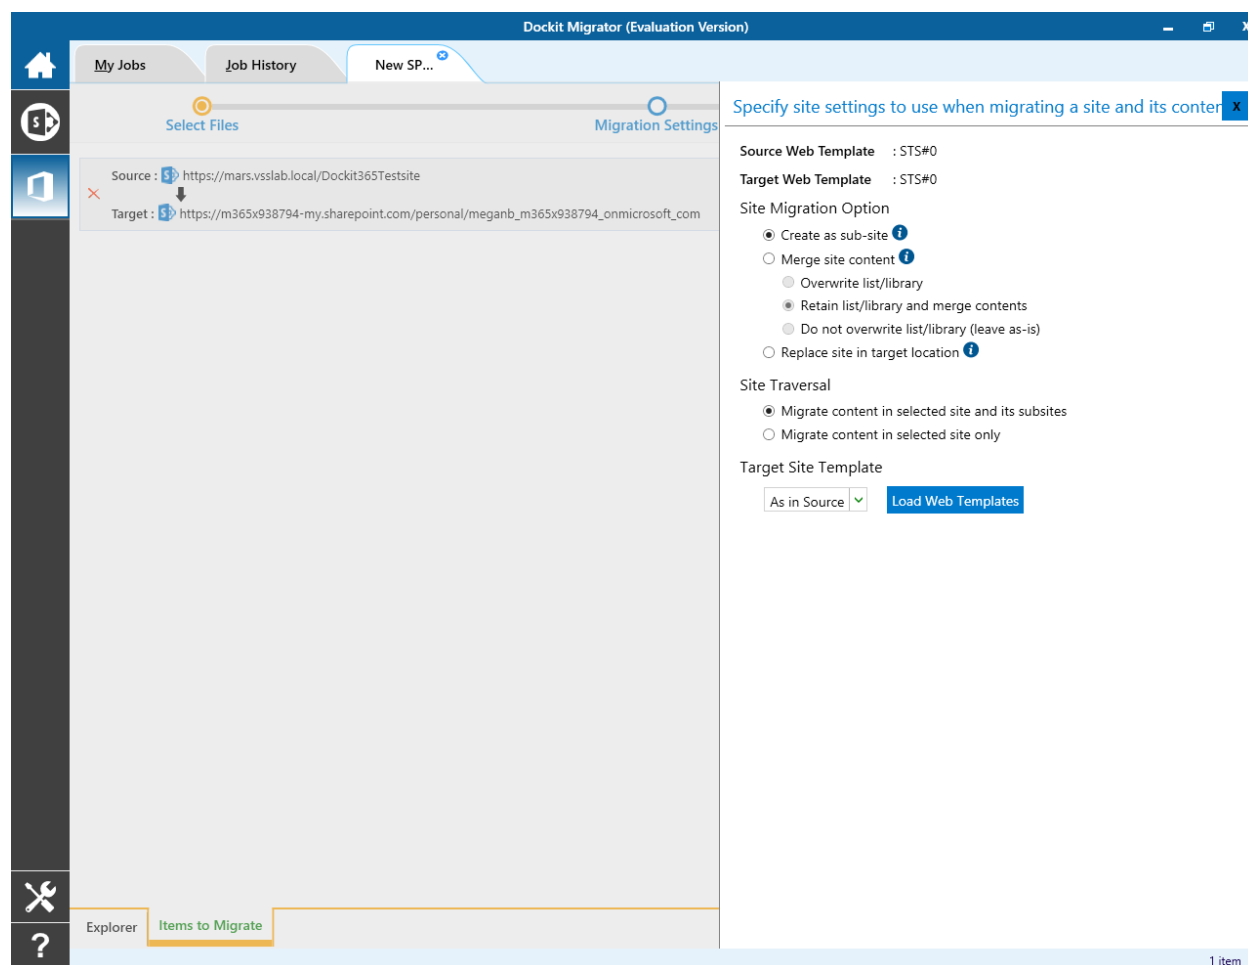 Dockit Migrator (Evaluation Version)
My Jobs
Job History
New SP...
Select Files
Migration Settings
Source : https://mars.vsslab.local/Dockit365Testsite
Target : https://m365x938794-my.sharepoint.com/personal/meganb_m365x938794_onmicrosoft_com
Specify site settings to use when migrating a site and its
Source Web Template : STS#0
Target Web Template : STS#0
Site Migration Option
Create as sub-site
Merge site content
Overwrite list/library
Retain list/library and merge contents
Do not overwrite list/library (leave as-is)
Replace site in target location
Site Traversal
Migrate content in selected site and its subsites
Migrate content in selected site only
Target Site Template
As in Source
Load Web Templates
Explorer
Items to Migrate
1 item